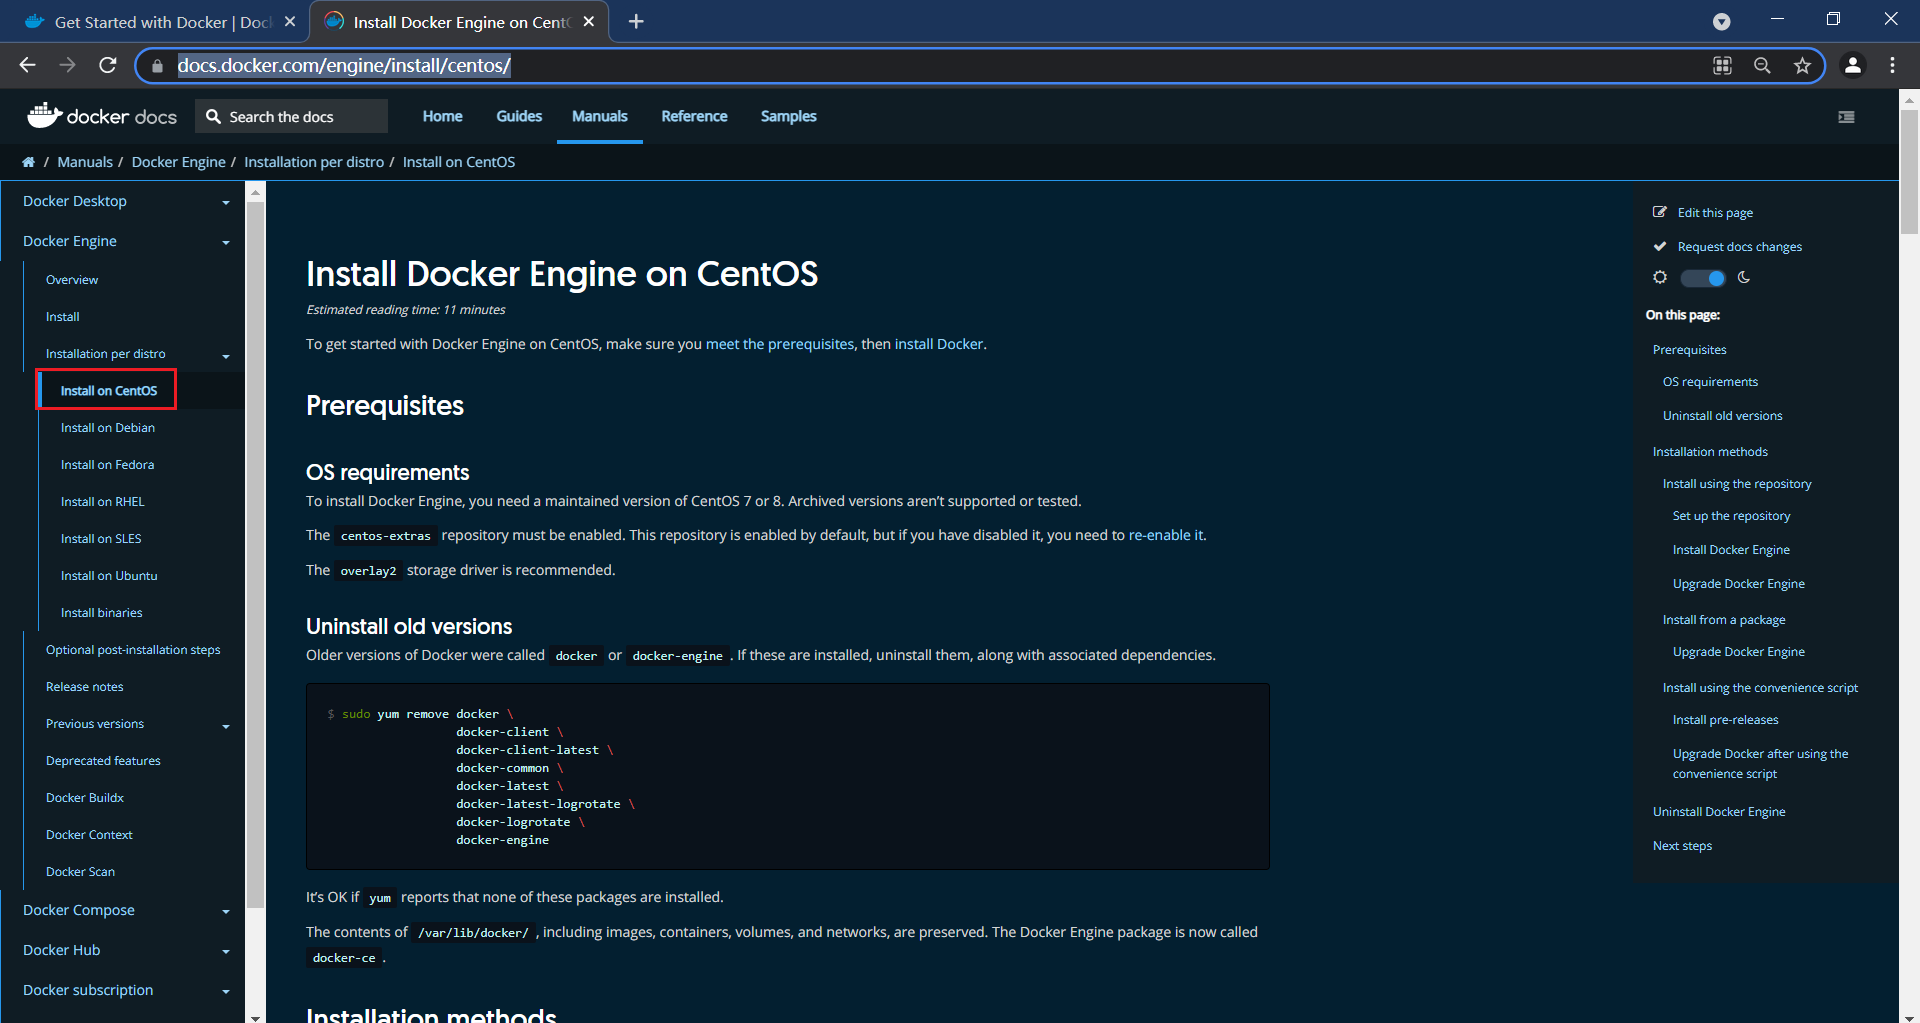 Get Started with Docker | Doc
Install Docker Engine on Cent
docs.docker.com/engine/install/centos/
docker docs
Search the docs
Home
Guides
Manuals
Reference
Samples
/ Manuals / Docker Engine / Installation per distro / Install on CentOS
Docker Desktop
Docker Engine
Overview
Install
Installation per distro
Install on CentOS
Install on Debian
Install on Fedora
Install on RHEL
Install on SLES
Install on Ubuntu
Install binaries
Optional post-installation steps
Release notes
Previous versions
Deprecated features
Docker Buildx
Docker Context
Docker Scan
Docker Compose
Docker Hub
Docker subscription
Install Docker Engine on CentOS
Estimated reading time: 11 minutes
To get started with Docker Engine on CentOS, make sure you meet the prerequisites, then install Docker.
Prerequisites
OS requirements
To install Docker Engine, you need a maintained version of CentOS 7 or 8. Archived versions aren’t supported or tested.
The centos-extras repository must be enabled. This repository is enabled by default, but if you have disabled it, you need to re-enable it.
The overlay2 storage driver is recommended.
Uninstall old versions
Older versions of Docker were called docker or docker-engine . If these are installed, uninstall them, along with associated dependencies.
$ sudo yum remove docker \
docker-client \
docker-client-latest \
docker-common \
docker-latest \
docker-latest-logrotate \
docker-logrotate \
docker-engine
It’s OK if yum reports that none of these packages are installed.
The contents of /var/lib/docker/ , including images, containers, volumes, and networks, are preserved. The Docker Engine package is now called
docker-ce .
Installation methods
Edit this page
Request docs changes
On this page:
Prerequisites
OS requirements
Uninstall old versions
Installation methods
Install using the repository
Set up the repository
Install Docker Engine
Upgrade Docker Engine
Install from a package
Upgrade Docker Engine
Install using the convenience script
Install pre-releases
Upgrade Docker after using the
convenience script
Uninstall Docker Engine
Next steps